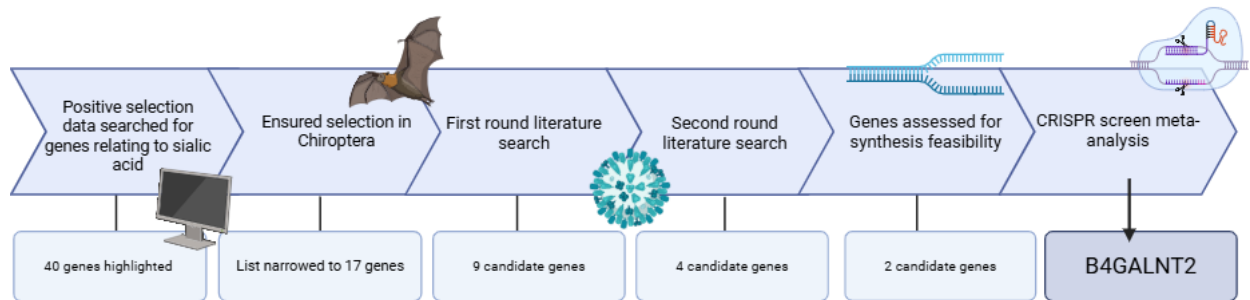 Positive selection
data searched for
genes relating to sialic
acid
Ensured selection in
Chiroptera
First round literature
search
Second round
literature search
Genes assessed for
synthesis feasibility
CRISPR screen meta-
analysis
40 genes highlighted
List narrowed to 17 genes
9 candidate genes
4 candidate genes
2 candidate genes
B4GALNT2